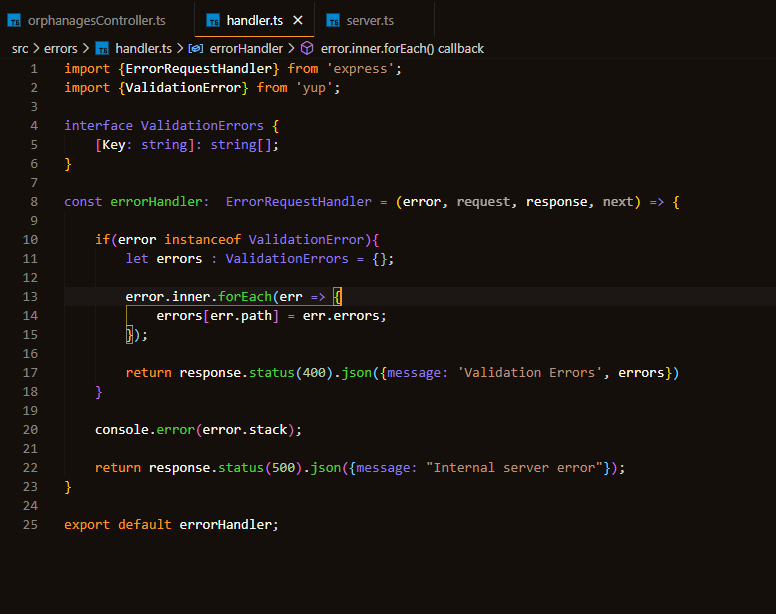 TS orphanagesController.ts TS handler.ts × TS server.ts
src > errors > TS handler.ts > errorHandler > error.inner.forEach() callback
1 import {ErrorRequestHandler} from 'express';
2 import {ValidationError} from 'yup';
3
4 interface ValidationErrors {
5     [Key: string]: string[];
6 }
7
8 const errorHandler:  ErrorRequestHandler = (error, request, response, next) => {
9
10     if(error instanceof ValidationError){
11         let errors : ValidationErrors = {};
12
13         error.inner.forEach(err => {
14             errors[err.path] = err.errors;
15         });
16
17         return response.status(400).json({message: 'Validation Errors', errors})
18     }
19
20     console.error(error.stack);
21
22     return response.status(500).json({message: "Internal server error"});
23 }
24
25 export default errorHandler;